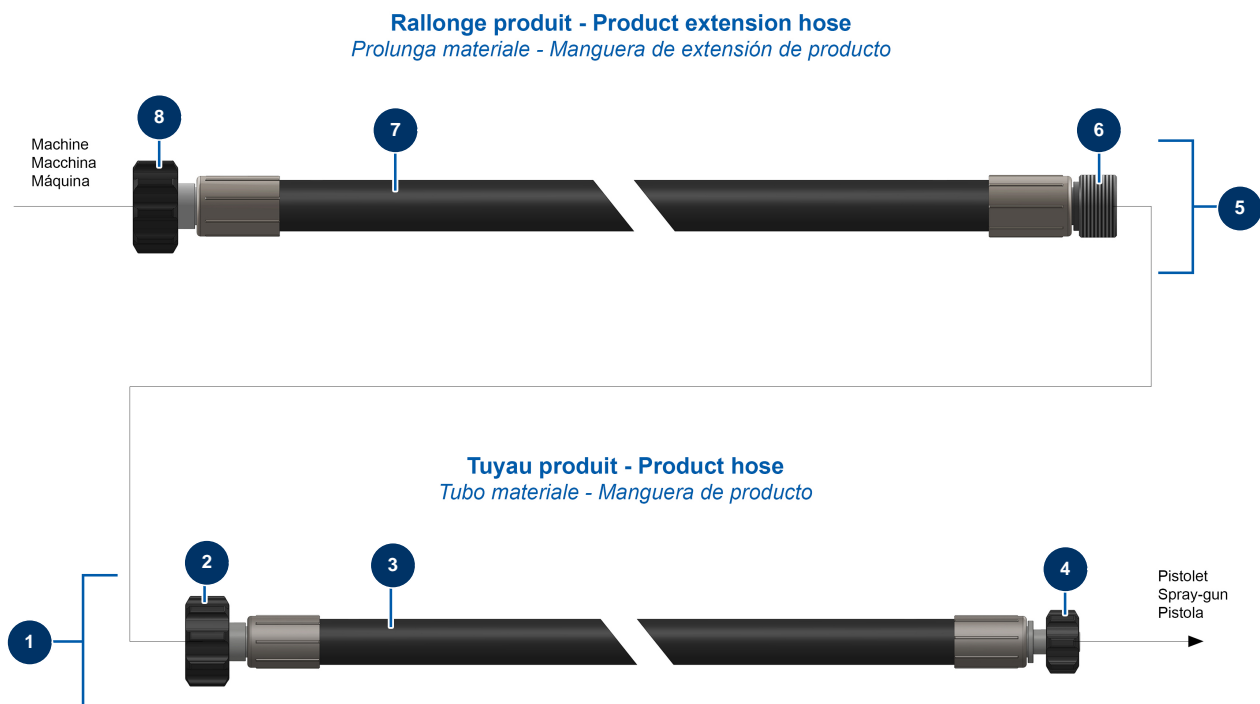 Rallonge produit - Product extension hose
Prolunga materiale - Manguera de extensión de producto
8
7
6
Machine
Macchina
Máquina
5
Tuyau produit - Product hose
Tubo materiale - Manguera de producto
2
3
4
Pistolet
Spray-gun
Pistola
1